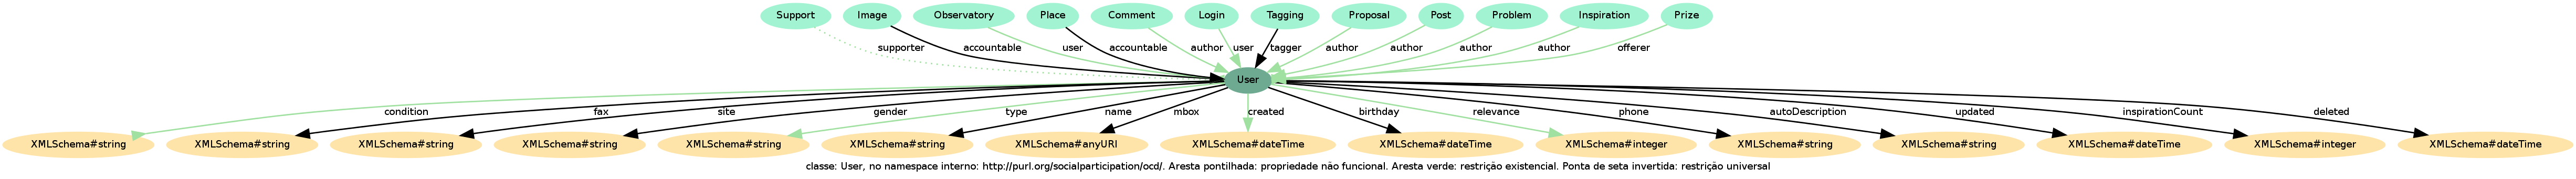 Support Image Observatory Place Comment Login Tagging Proposal Post Problem Inspiration Prize
supporter accountable user accountable author user tagger author author author author offerer
User
condition fax site gender type name mbox created birthday relevance phone autoDescription updated inspirationCount deleted
XMLSchema#string XMLSchema#string XMLSchema#string XMLSchema#string XMLSchema#string XMLSchema#string XMLSchema#anyURI XMLSchema#dateTime XMLSchema#dateTime XMLSchema#integer XMLSchema#string XMLSchema#string XMLSchema#dateTime XMLSchema#integer XMLSchema#dateTime
classe: User, no namespace interno: http://purl.org/socialparticipation/ocd/. Aresta pontilhada: propriedade não funcional. Aresta verde: restrição existencial. Ponta de seta invertida: restrição universal